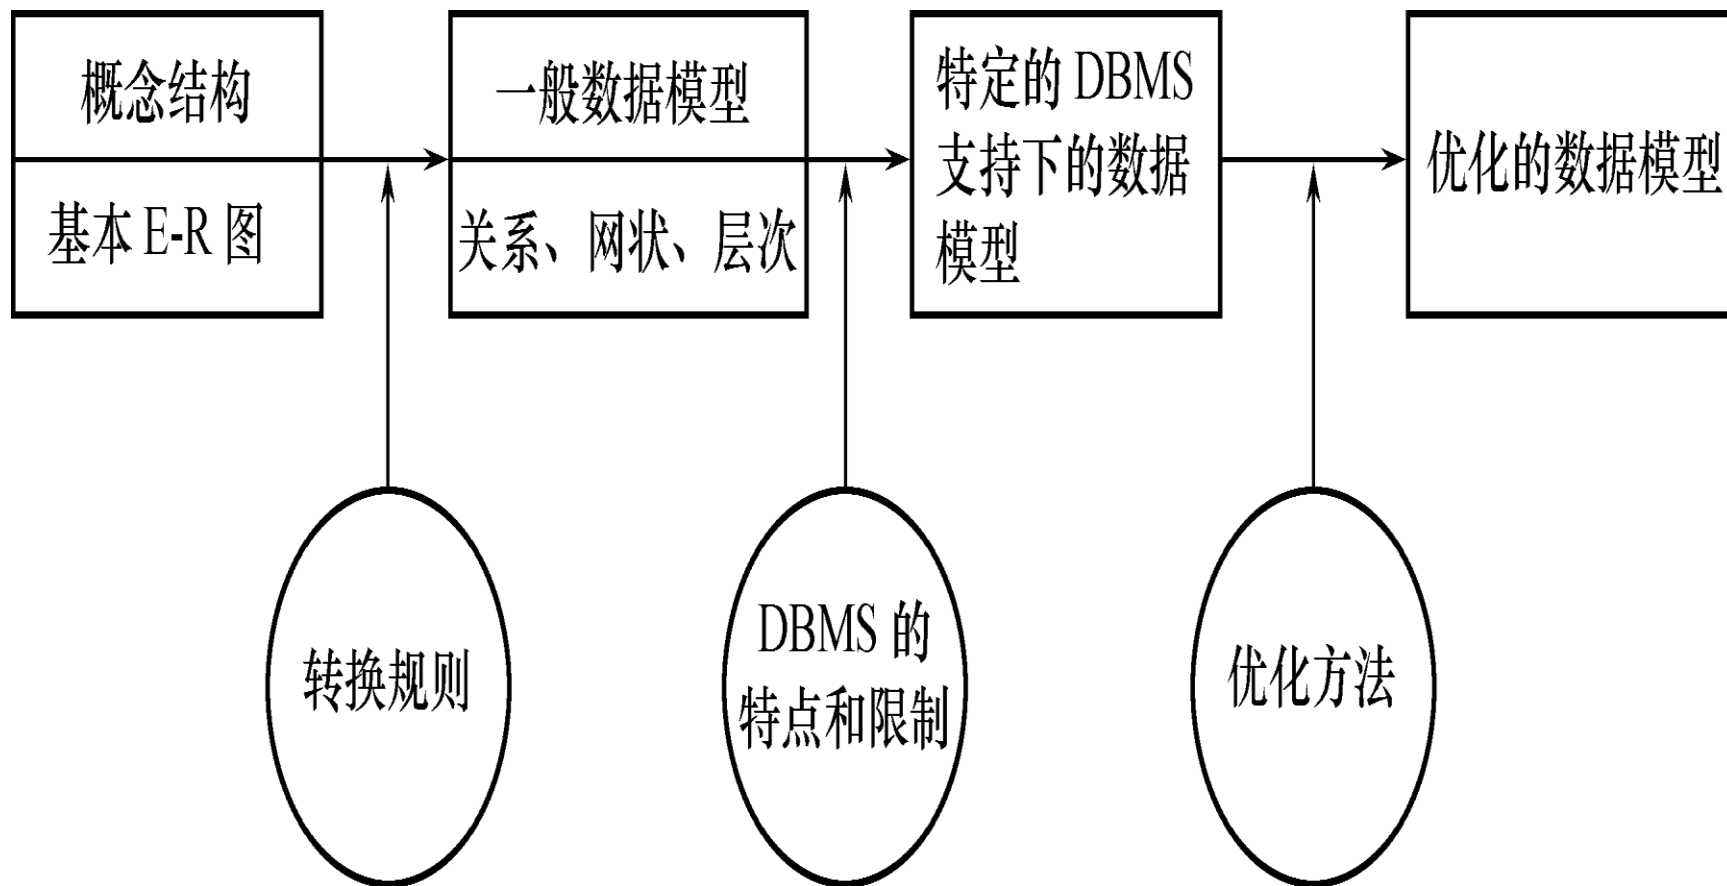 概念结构
基本 E-R 图
一般数据模型
关系、网状、层次
特定的 DBMS
支持下的数据
模型
优化的数据模型
转换规则
DBMS 的
特点和限制
优化方法